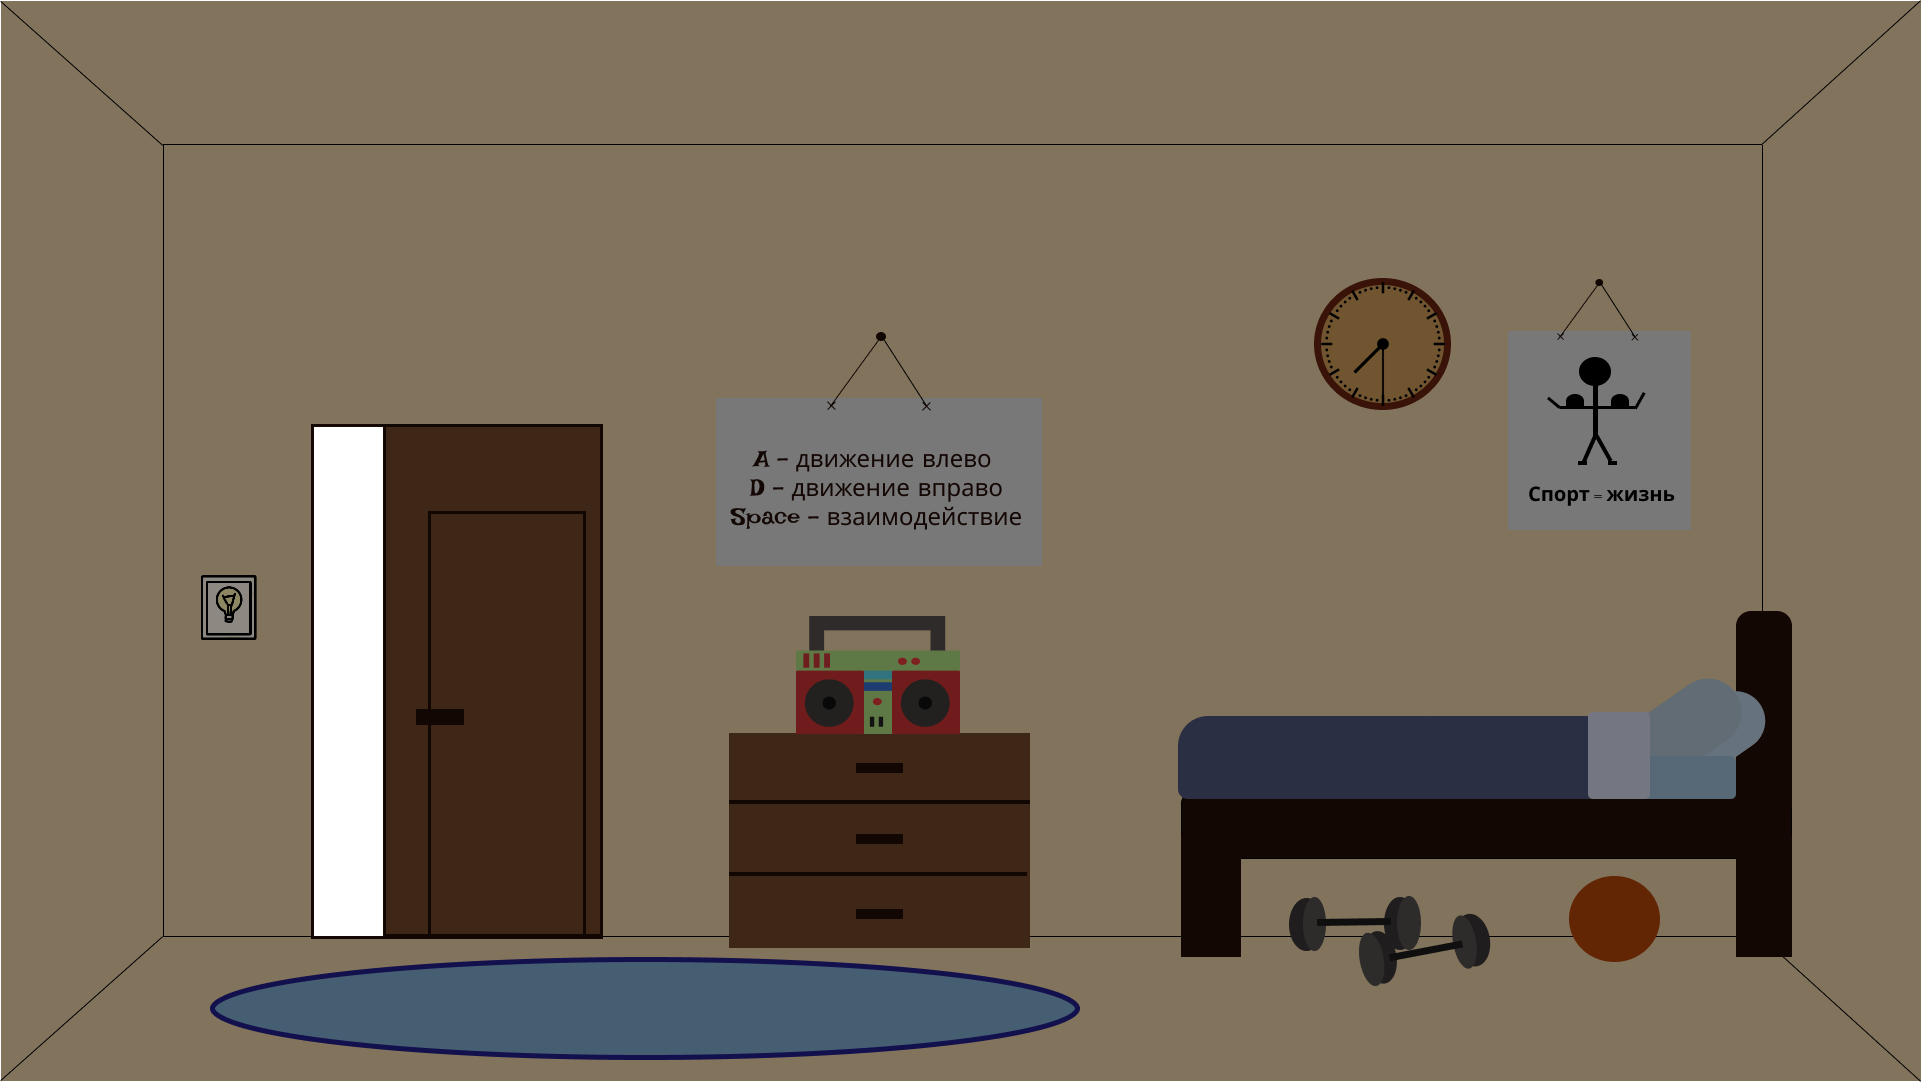 A – движение влево
D – движение вправо
Space – взаимодействие
Спорт = жизнь